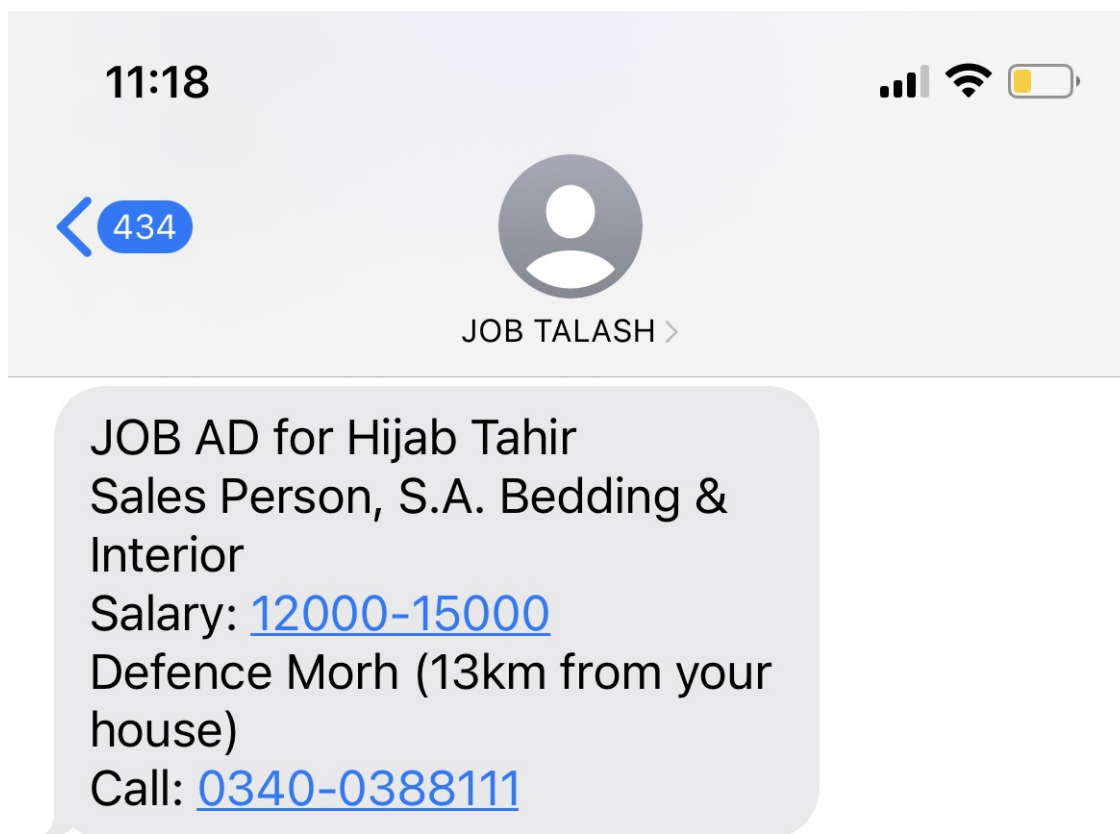 11:18
434
JOB TALASH
JOB AD for Hijab Tahir
Sales Person, S.A. Bedding &
Interior
Salary: 12000-15000
Defence Morh (13km from your
house)
Call: 0340-0388111